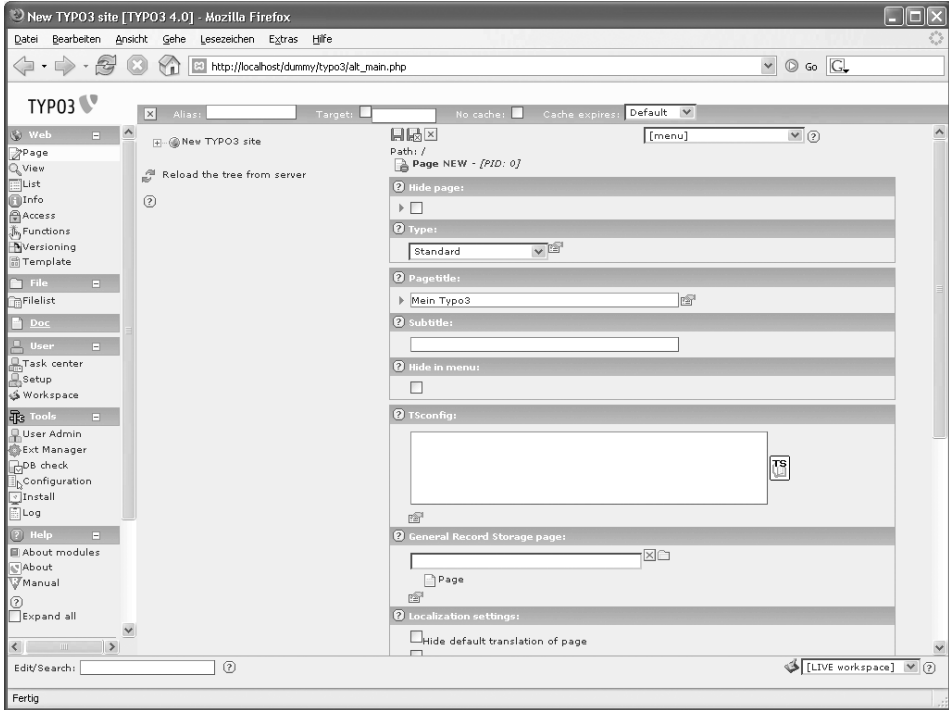 New TYPO3 site [TYPO3 4.0] - Mozilla Firefox
Datei Bearbeiten Ansicht Gehe Lesezeichen Extras Hilfe
http://localhost/dummy/typo3/alt_main.php
Go
G
TYPO3
Alias: Target: No cache: Cache expires: Default
Web
Page
View
List
Info
Access
Functions
Versioning
Template
File
Filelist
Doc
User
Task center
Setup
Workspace
Tools
User Admin
Ext Manager
DB check
Configuration
Install
Log
Help
About modules
About
Manual
Expand all
New TYPO3 site
Reload the tree from server
[menu]
Path: /
Page NEW - [PID: 0]
Hide page:
Type:
Standard
Pagetitle:
Mein Typo3
Subtitle:
Hide in menu:
TSconfig:
TS
General Record Storage page:
Page
Localization settings:
Hide default translation of page
Edit/Search:
[LIVE workspace]
Fertig